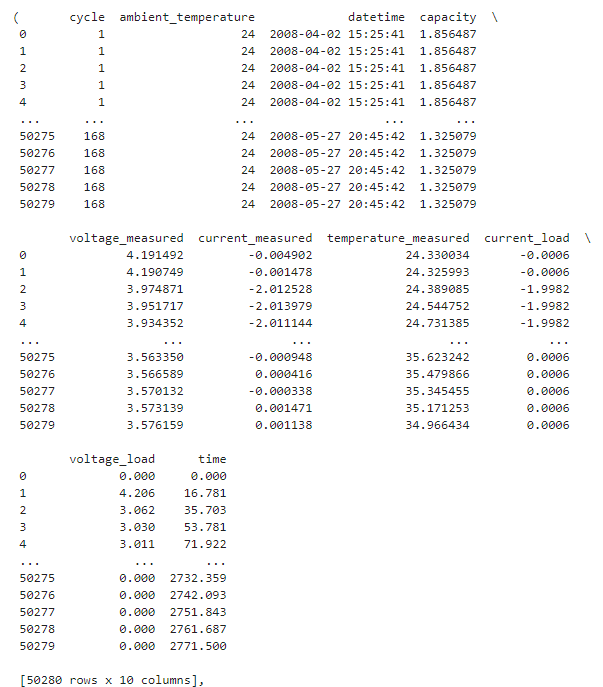 ( cycle ambient_temperature datetime capacity \
0 1 24 2008-04-02 15:25:41 1.856487
1 1 24 2008-04-02 15:25:41 1.856487
2 1 24 2008-04-02 15:25:41 1.856487
3 1 24 2008-04-02 15:25:41 1.856487
4 1 24 2008-04-02 15:25:41 1.856487
... ... ... ... ...
50275 168 24 2008-05-27 20:45:42 1.325079
50276 168 24 2008-05-27 20:45:42 1.325079
50277 168 24 2008-05-27 20:45:42 1.325079
50278 168 24 2008-05-27 20:45:42 1.325079
50279 168 24 2008-05-27 20:45:42 1.325079
voltage_measured current_measured temperature_measured current_load \
0 4.191492 -0.004902 24.330034 -0.0006
1 4.190749 -0.001478 24.325993 -0.0006
2 3.974871 -2.012528 24.389085 -1.9982
3 3.951717 -2.013979 24.544752 -1.9982
4 3.934352 -2.011144 24.731385 -1.9982
... ... ... ... ...
50275 3.563350 -0.000948 35.623242 0.0006
50276 3.566589 0.000416 35.479866 0.0006
50277 3.570132 -0.000338 35.345455 0.0006
50278 3.573139 0.001471 35.171253 0.0006
50279 3.576159 0.001138 34.966434 0.0006
voltage_load time
0 0.000 0.000
1 4.206 16.781
2 3.062 35.703
3 3.030 53.781
4 3.011 71.922
... ... ...
50275 0.000 2732.359
50276 0.000 2742.093
50277 0.000 2751.843
50278 0.000 2761.687
50279 0.000 2771.500
[50280 rows x 10 columns],